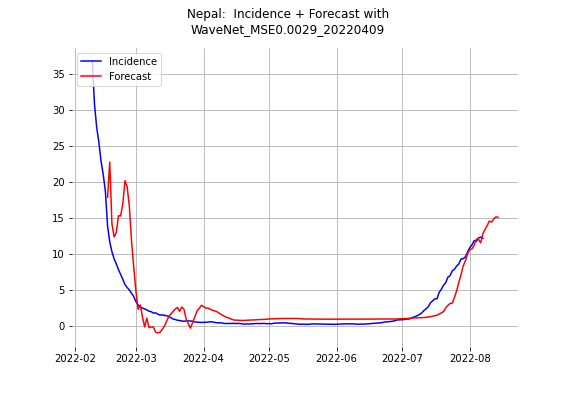 Nepal:  Incidence + Forecast with
WaveNet_MSE0.0029_20220409
Incidence
Forecast
35
30
25
20
15
10
5
0
2022-02 2022-03 2022-04 2022-05 2022-06 2022-07 2022-08